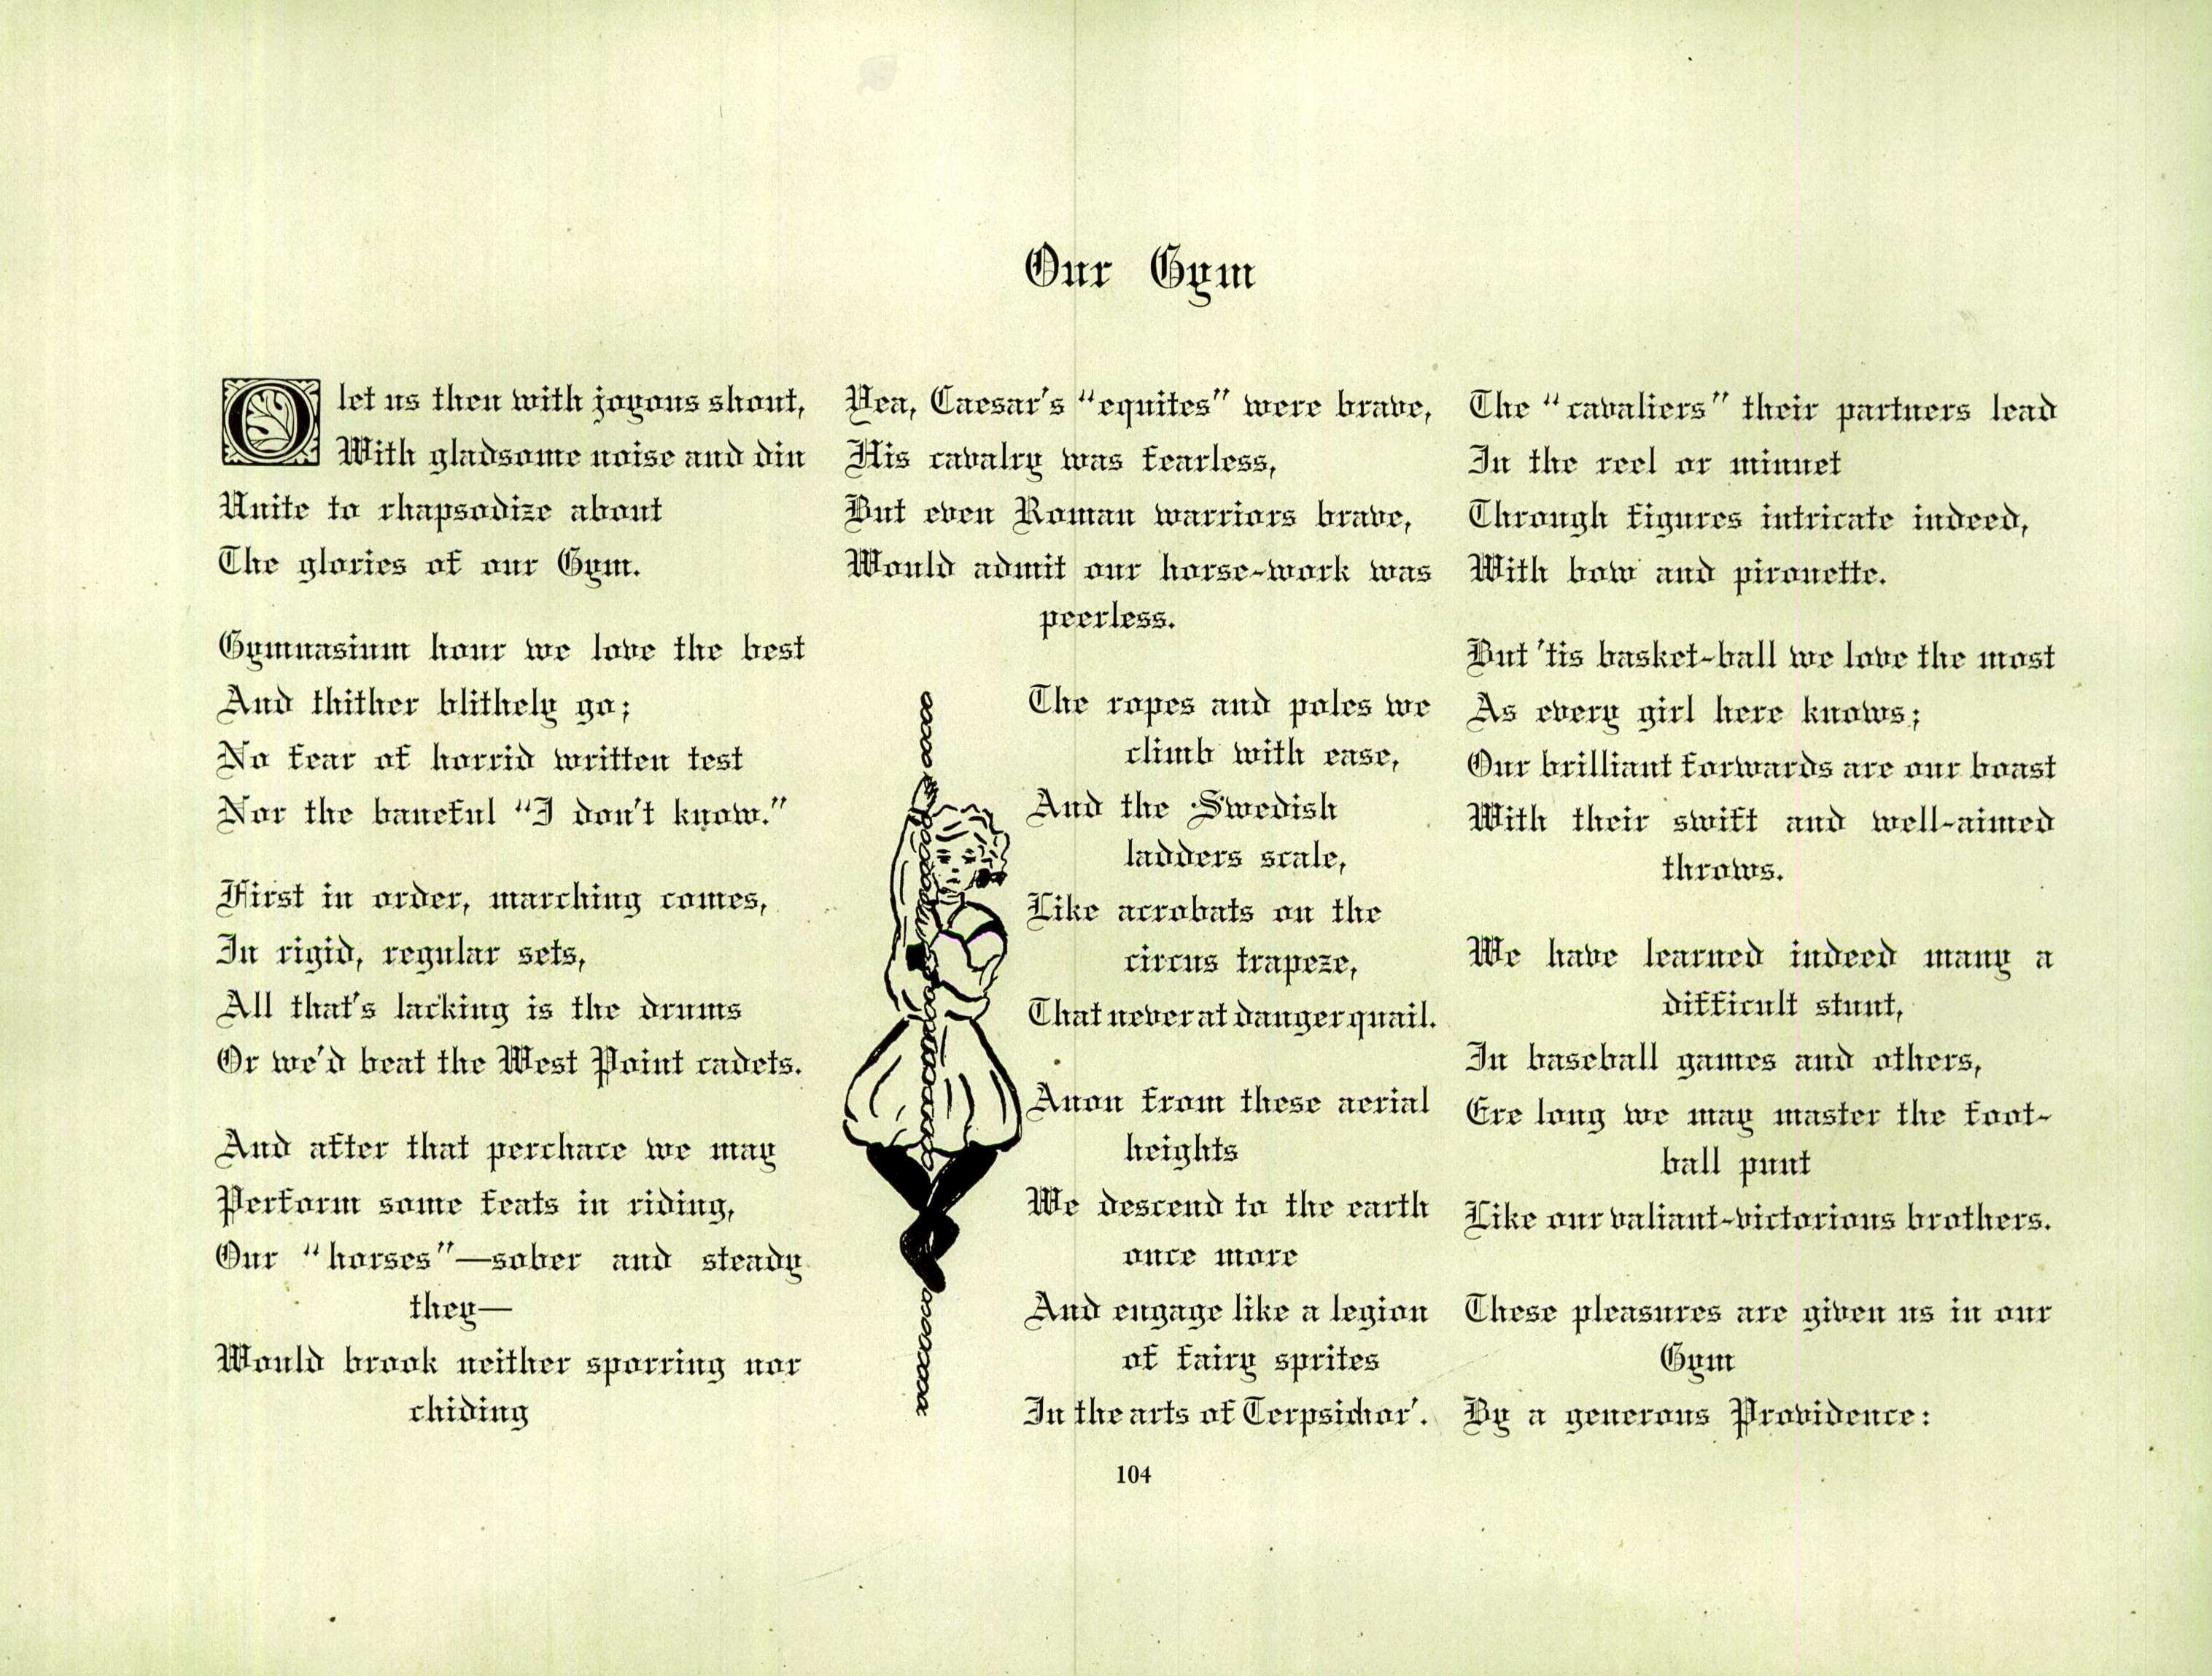 Our Gym
O let us then with joyous shout,
With gladsome noise and din
Unite to rhapsodize about
The glories of our Gym.
Gymnasium hour we love the best
And thither blithely go;
No fear of horrid written test
Nor the baneful "I don't know."
First in order, marching comes,
In rigid, regular sets,
All that's lacking is the drums
Or we'd beat the West Point cadets.
And after that perchace we may
Perform some feats in riding,
Our "horses"—sober and steady
they—
Would brook neither sporring nor
chiding
Yea, Caesar's "equites" were brave,
His cavalry was fearless,
But even Roman warriors brave,
Would admit our horse-work was
peerless.
The ropes and poles we
climb with ease,
And the Swedish
ladders scale,
Like acrobats on the
circus trapeze,
That never at danger quail.
Anon from these aerial
heights
We descend to the earth
once more
And engage like a legion
of fairy sprites
In the arts of Terpsichor'.
The "cavaliers" their partners lead
In the reel or minuet
Through figures intricate indeed,
With bow and pirouette.
But 'tis basket-ball we love the most
As every girl here knows;
Our brilliant forwards are our boast
With their swift and well-aimed
throws.
We have learned indeed many a
difficult stunt,
In baseball games and others,
Ere long we may master the foot-
ball punt
Like our valiant-victorious brothers.
These pleasures are given us in our
Gym
By a generous Providence:
104